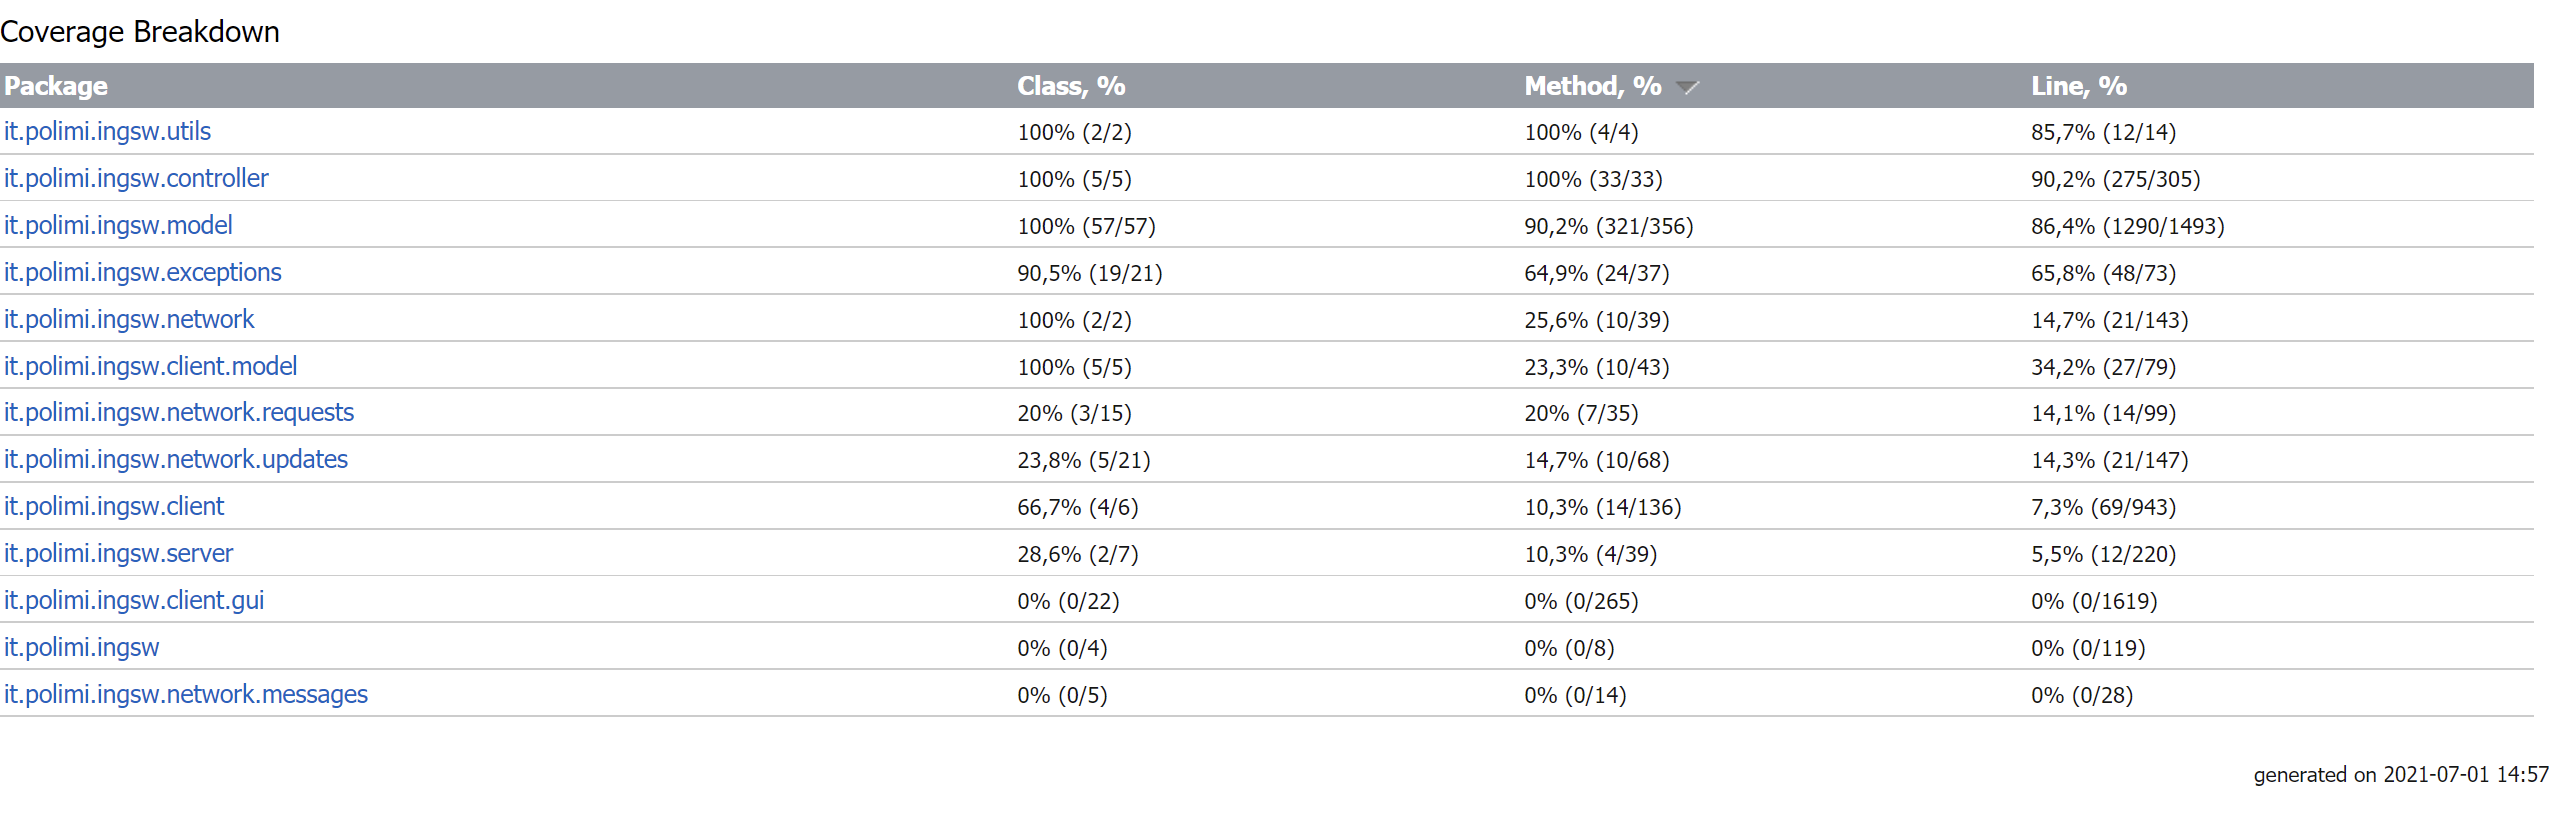 Coverage Breakdown
Package Class, % Method, % Line, %
it.polimi.ingsw.utils 100% (2/2) 100% (4/4) 85,7% (12/14)
it.polimi.ingsw.controller 100% (5/5) 100% (33/33) 90,2% (275/305)
it.polimi.ingsw.model 100% (57/57) 90,2% (321/356) 86,4% (1290/1493)
it.polimi.ingsw.exceptions 90,5% (19/21) 64,9% (24/37) 65,8% (48/73)
it.polimi.ingsw.network 100% (2/2) 25,6% (10/39) 14,7% (21/143)
it.polimi.ingsw.client.model 100% (5/5) 23,3% (10/43) 34,2% (27/79)
it.polimi.ingsw.network.requests 20% (3/15) 20% (7/35) 14,1% (14/99)
it.polimi.ingsw.network.updates 23,8% (5/21) 14,7% (10/68) 14,3% (21/147)
it.polimi.ingsw.client 66,7% (4/6) 10,3% (14/136) 7,3% (69/943)
it.polimi.ingsw.server 28,6% (2/7) 10,3% (4/39) 5,5% (12/220)
it.polimi.ingsw.client.gui 0% (0/22) 0% (0/265) 0% (0/1619)
it.polimi.ingsw 0% (0/4) 0% (0/8) 0% (0/119)
it.polimi.ingsw.network.messages 0% (0/5) 0% (0/14) 0% (0/28)
generated on 2021-07-01 14:57